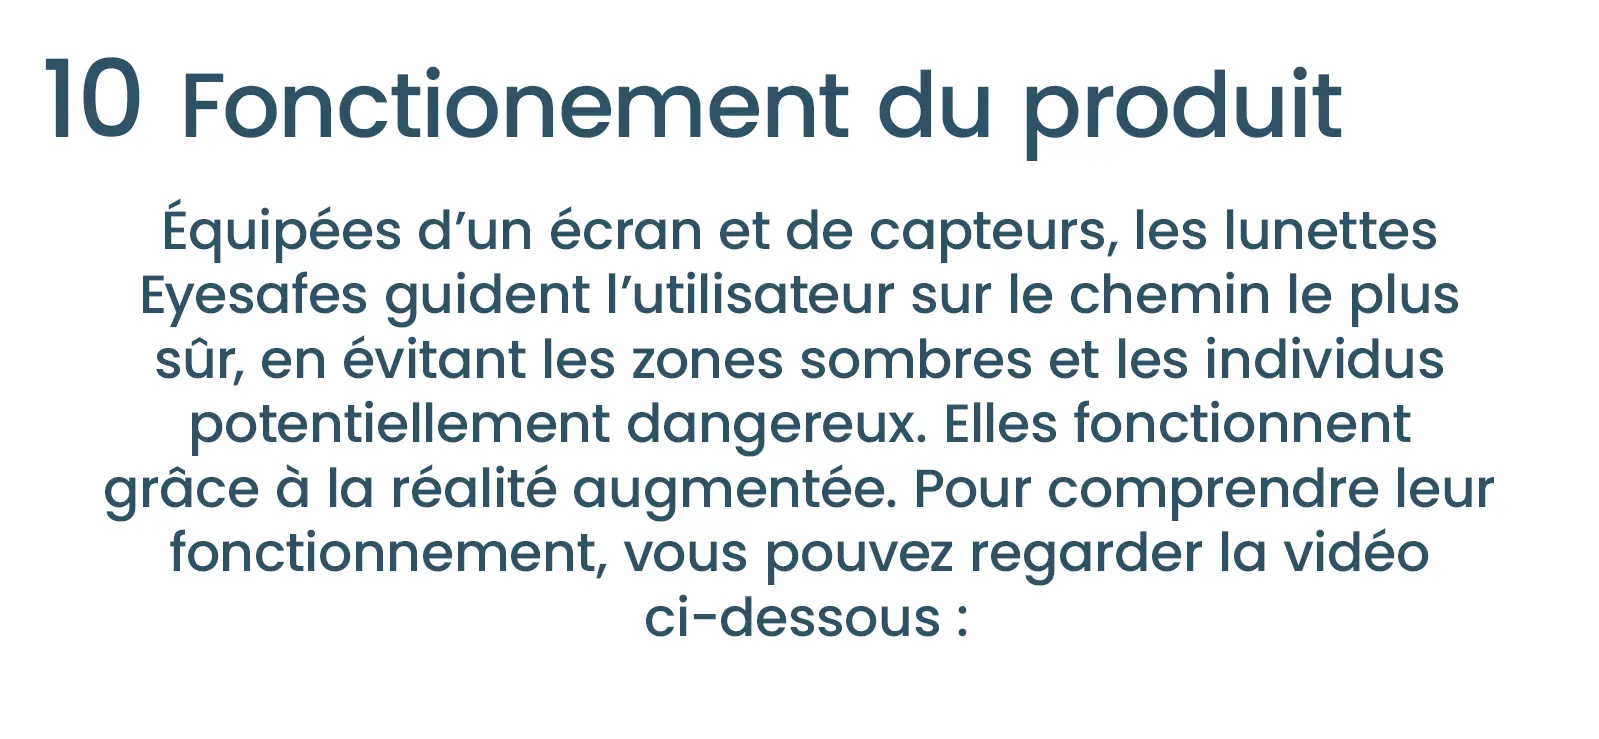 10 Fonctionement du produit
Équipées d’un écran et de capteurs, les lunettes
Eyesafes guident l’utilisateur sur le chemin le plus
sûr, en évitant les zones sombres et les individus
potentiellement dangereux. Elles fonctionnent
grâce à la réalité augmentée. Pour comprendre leur
fonctionnement, vous pouvez regarder la vidéo
ci-dessous :